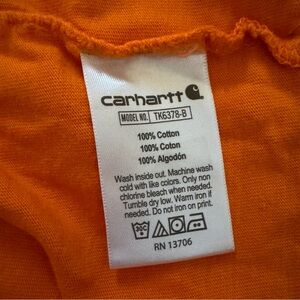 carhartt
MODEL NO. TK6378-B
100% Cotton
100% Coton
100% Algodón
Wash inside out. Machine wash
cold with like colors. Only non
chlorine bleach when needed.
Tumble dry low. Warm iron if
needed. Do not iron on print.
RN 13706